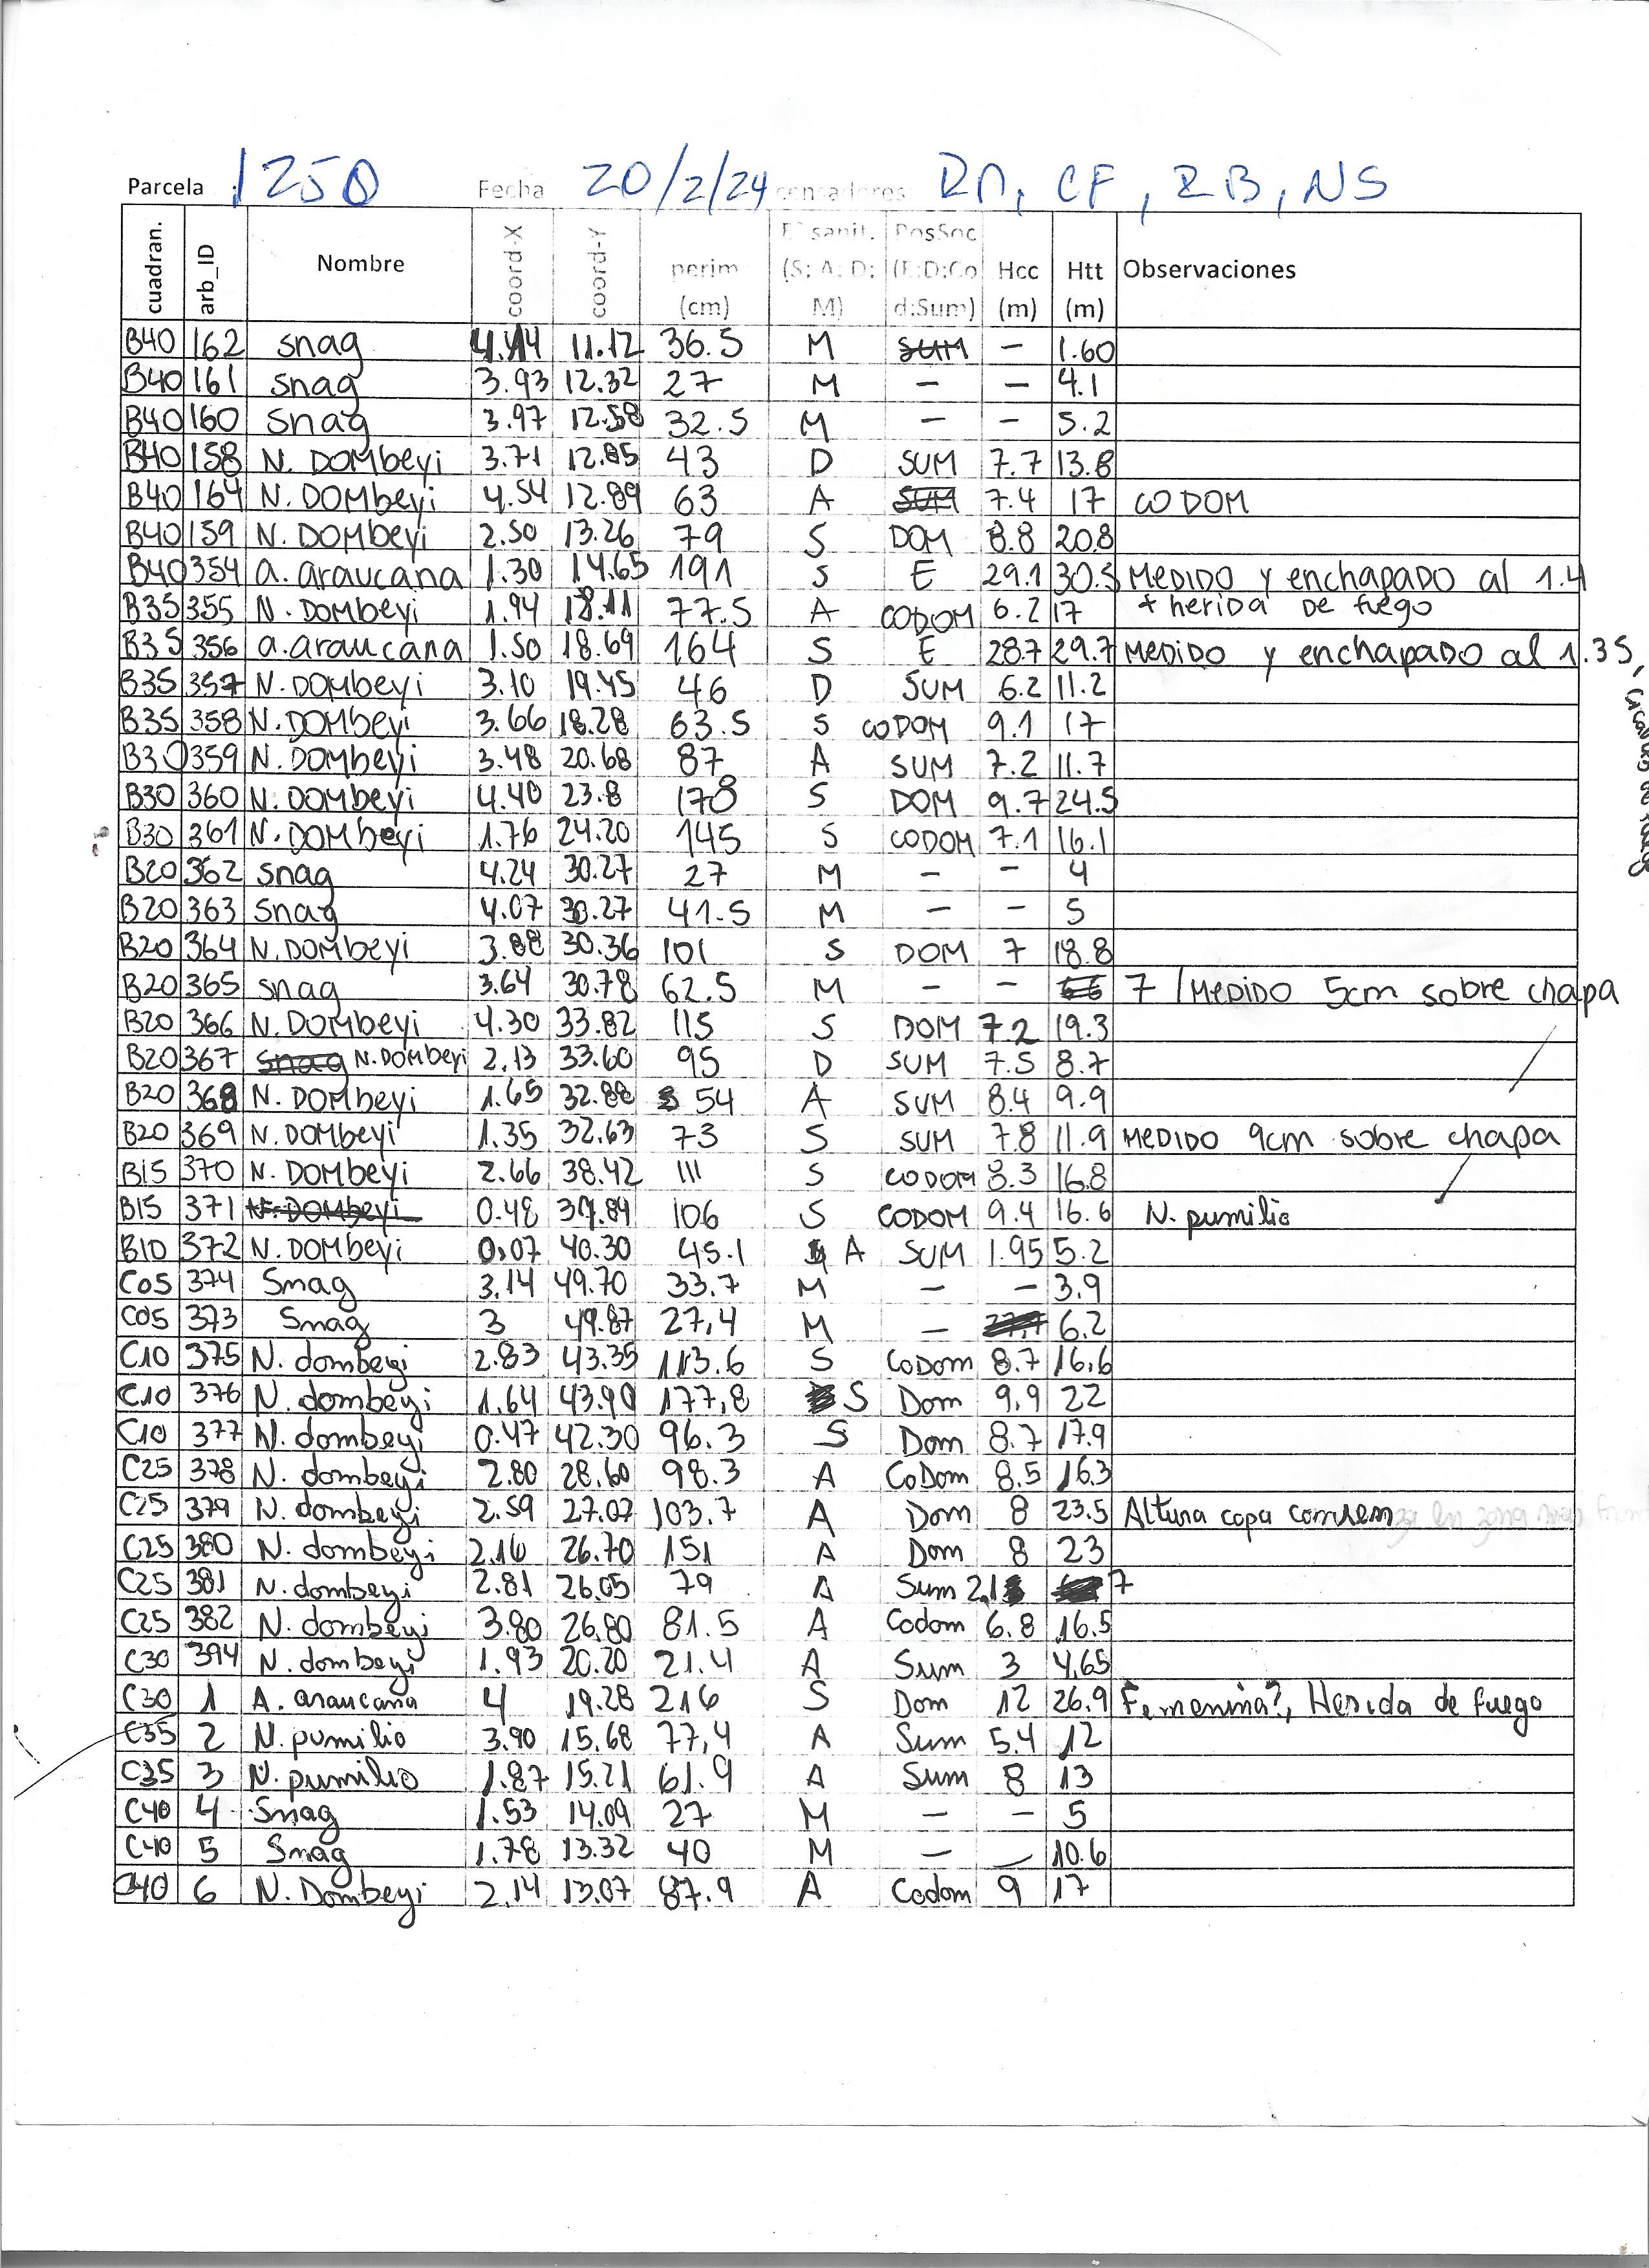 Parcela 1250 Fecha 20/2/24 censadores: RM, CF, RB, NS
cuadran. arb_ID Nombre coord-X coord-Y perim (cm) E° sanit. (S; A; D; M) PosSoc (E;D;Co d;Sum) Hcc (m) Htt (m) Observaciones
B40 162 snag 4.14 11.12 36.5 M SUM – 1.60
B40 161 snag 3.93 12.32 27 M – – 4.1
B40 160 snag 3.97 12.58 32.5 M – – 5.2
B40 158 N. DOMbeyi 3.71 12.85 43 D SUM 7.7 13.8
B40 164 N. DOMbeyi 4.54 12.89 63 A SUM 7.4 17 CODOM
B40 159 N. DOMbeyi 2.50 13.26 79 S DOM 8.8 20.8
B40 354 a. araucana 1.30 14.65 191 S E 29.1 30.5 MEDIDO y enchapado al 1.4
B35 355 N. DOMbeyi 1.94 18.11 77.5 A CODOM 6.2 17 + herida DE fuego
B35 356 a. araucana 1.50 18.69 164 S E 28.7 29.7 MEDIDO y enchapado al 1.35,
B35 357 N. DOMbeyi 3.10 19.45 46 D SUM 6.2 11.2
B35 358 N. DOMbeyi 3.66 18.28 63.5 S CODOM 9.1 17
B30 359 N. DOMbeyi 3.48 20.68 87 A SUM 7.2 11.7
B30 360 N. DOMbeyi 4.40 23.8 178 S DOM 9.7 24.5
B30 361 N. DOMbeyi 1.76 24.20 145 S CODOM 7.1 16.1
B20 362 snag 4.24 30.27 27 M – – 4
B20 363 snag 4.07 30.27 41.5 M – – 5
B20 364 N. DOMbeyi 3.88 30.36 101 S DOM 7 18.8
B20 365 snag 3.64 30.78 62.5 M – – 7 / MEDIDO 5cm sobre chapa
B20 366 N. DOMbeyi 4.30 33.82 115 S DOM 7.2 19.3
B20 367 snag N. DOMbeyi 2.13 33.60 95 D SUM 7.5 8.7
B20 368 N. DOMbeyi 1.65 32.88 54 A SUM 8.4 9.9
B20 369 N. DOMbeyi 1.35 32.63 73 S SUM 7.8 11.9 MEDIDO 9cm sobre chapa
B15 370 N. DOMbeyi 2.66 38.42 111 S CODOM 8.3 16.8
B15 371 N. DOMbeyi 0.48 37.89 106 S CODOM 9.4 16.6 N. pumilio
B10 372 N. DOMbeyi 0.07 40.30 45.1 A SUM 1.95 5.2
C05 374 Snag 3.14 49.70 33.7 M – – 3.9
C05 373 Snag 3 49.87 27,4 M – 6.2
C10 375 N. dombeyi 2.83 43.35 113.6 S CoDom 8.7 16,6
C10 376 N. dombeyi 1.64 43.90 177,8 S Dom 9,9 22
C10 377 N. dombeyi 0.47 42.30 96.3 S Dom 8.7 17.9
C25 378 N. dombeyi 2.80 28.60 98.3 A CoDom 8.5 16.3
C25 379 N. dombeyi 2.59 27.07 103.7 A Dom 8 23.5 Altura copa comien za en zona
C25 380 N. dombeyi 2.16 26.70 151 A Dom 8 23
C25 381 N. dombeyi 2.81 26.05 79 A Sum 2.1 7
C25 382 N. dombeyi 3.80 26.80 81.5 A Codom 6.8 16.5
C30 394 N. dombeyi 1.93 20.20 21.4 A Sum 3 4,65
C30 1 A. araucana 4 19.28 216 S Dom 12 26.9 Femenina?, Herida de fuego
C35 2 N. pumilio 3.90 15.68 77,4 A Sum 5.4 12
C35 3 N. pumilio 1.87 15.21 61.9 A Sum 8 13
C40 4 Snag 1.53 14.09 27 M – – 5
C40 5 Snag 1.78 13.32 40 M – – 10.6
C40 6 N. Dombeyi 2.14 13.07 87.9 A Codom 9 17